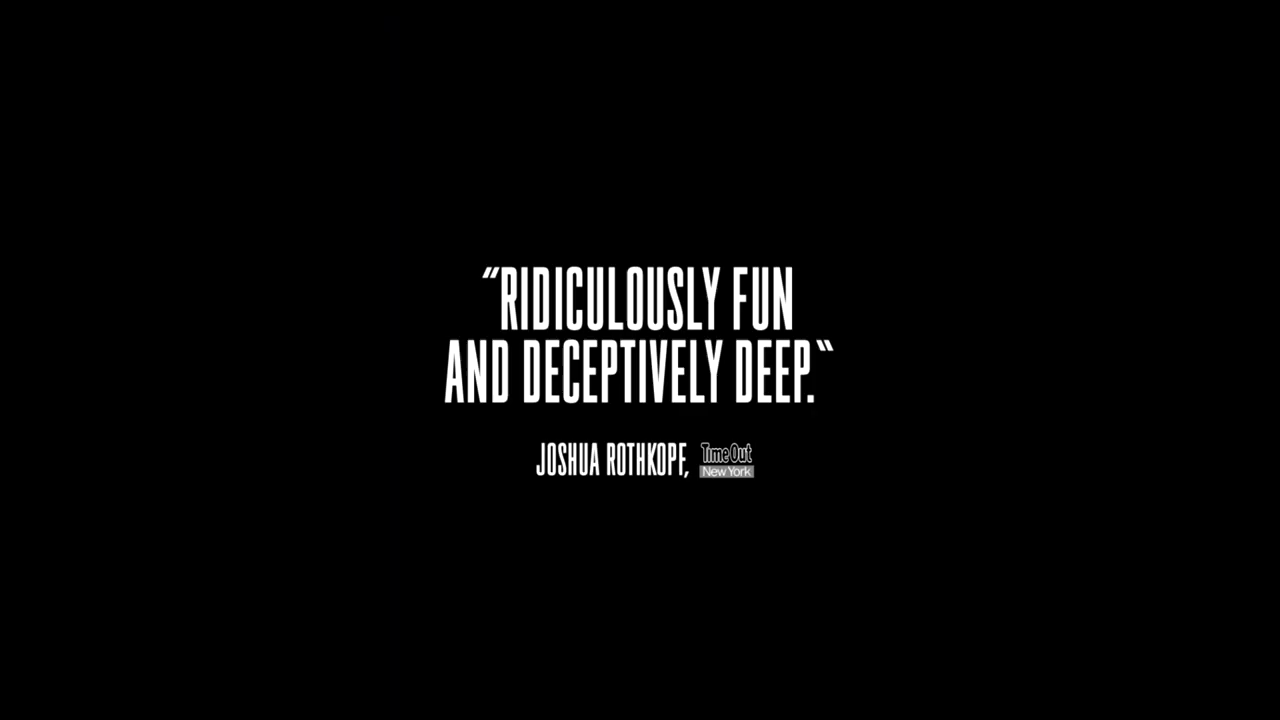 “RIDICULOUSLY FUN
AND DECEPTIVELY DEEP.“
JOSHUA ROTHKOPF, Time Out
New York